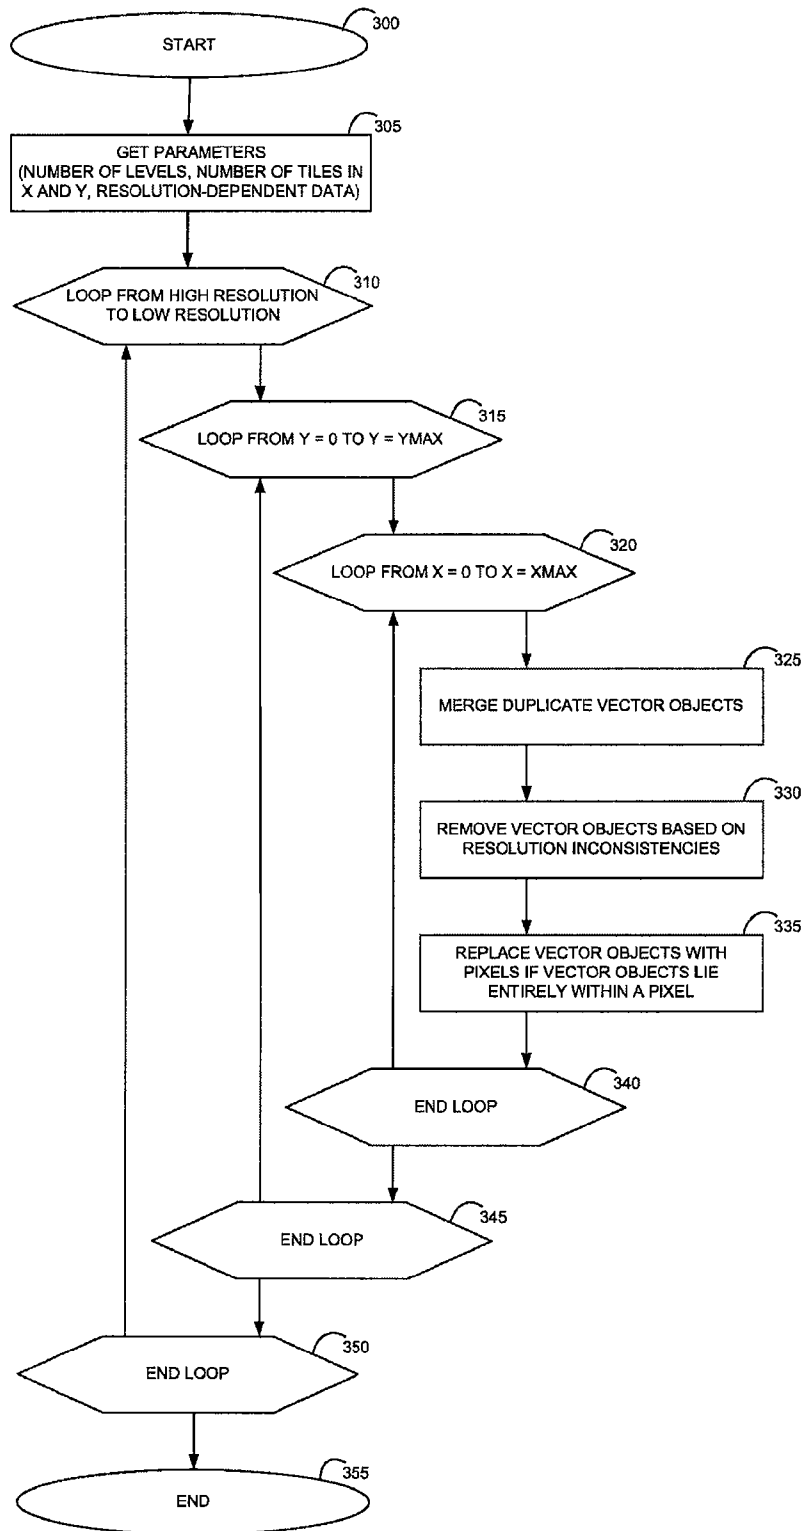 300
START
305
GET PARAMETERS
(NUMBER OF LEVELS, NUMBER OF TILES IN
X AND Y, RESOLUTION-DEPENDENT DATA)
310
LOOP FROM HIGH RESOLUTION
TO LOW RESOLUTION
315
LOOP FROM Y = 0 TO Y = YMAX
320
LOOP FROM X = 0 TO X = XMAX
325
MERGE DUPLICATE VECTOR OBJECTS
330
REMOVE VECTOR OBJECTS BASED ON
RESOLUTION INCONSISTENCIES
335
REPLACE VECTOR OBJECTS WITH
PIXELS IF VECTOR OBJECTS LIE
ENTIRELY WITHIN A PIXEL
340
END LOOP
345
END LOOP
350
END LOOP
355
END